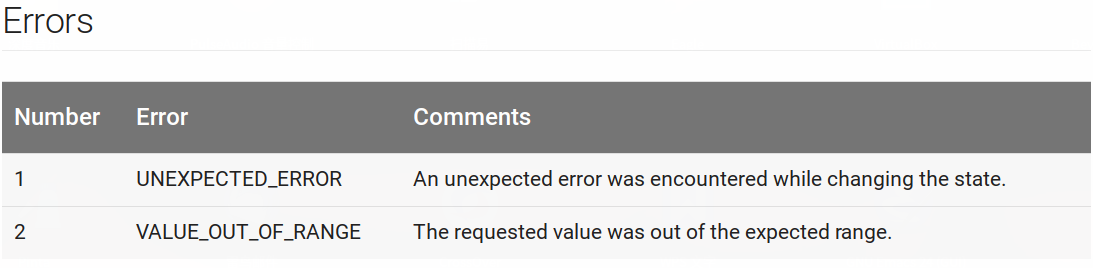 Errors
Number Error Comments
1 UNEXPECTED_ERROR An unexpected error was encountered while changing the state.
2 VALUE_OUT_OF_RANGE The requested value was out of the expected range.